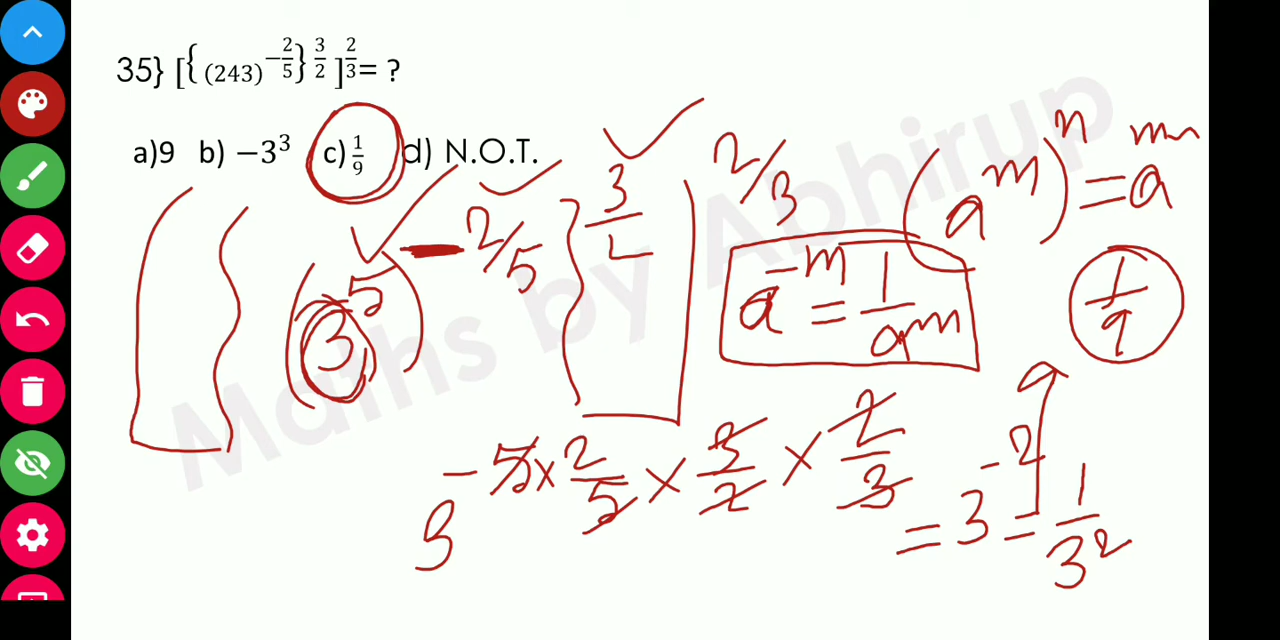 35} [{(243)^{-2/5}}^{3/2}]^{2/3} = ?
a)9 b) −3³ c) 1/9 d) N.O.T.
[{(3⁵)^{-2/5}}^{3/2}]^{2/3}
(a^m)^n = a^{mn}
a^{-m} = 1/a^m
1/9
3^{-5×2/5×3/2×2/3} = 3^{-2} = 1/3²
Maths by Abhirup